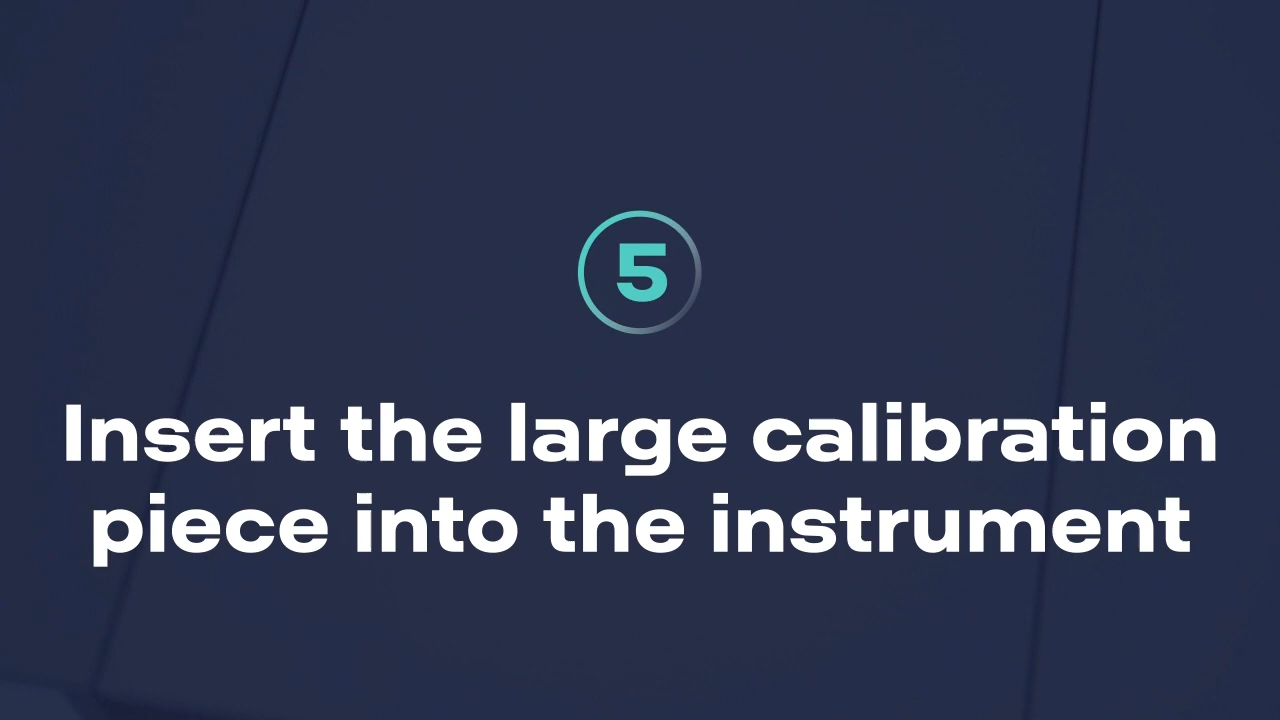 5
Insert the large calibration
piece into the instrument